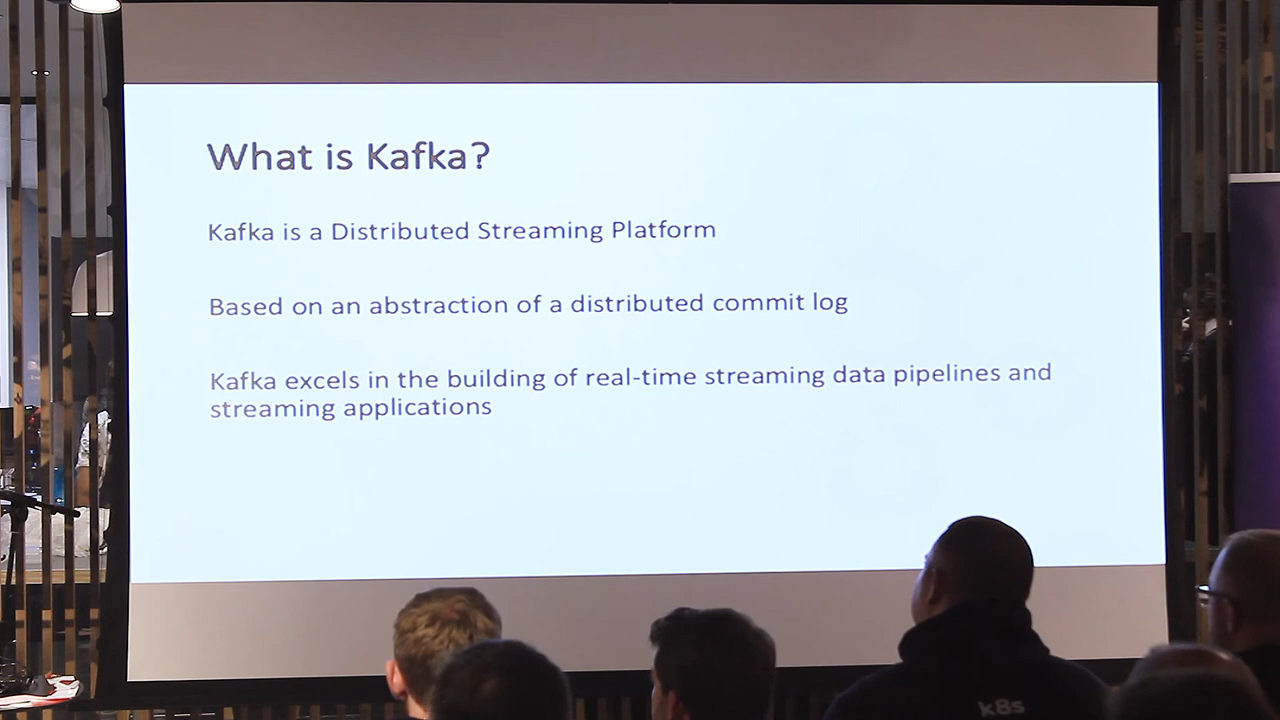 What is Kafka?
Kafka is a Distributed Streaming Platform
Based on an abstraction of a distributed commit log
Kafka excels in the building of real-time streaming data pipelines and
streaming applications
k8s